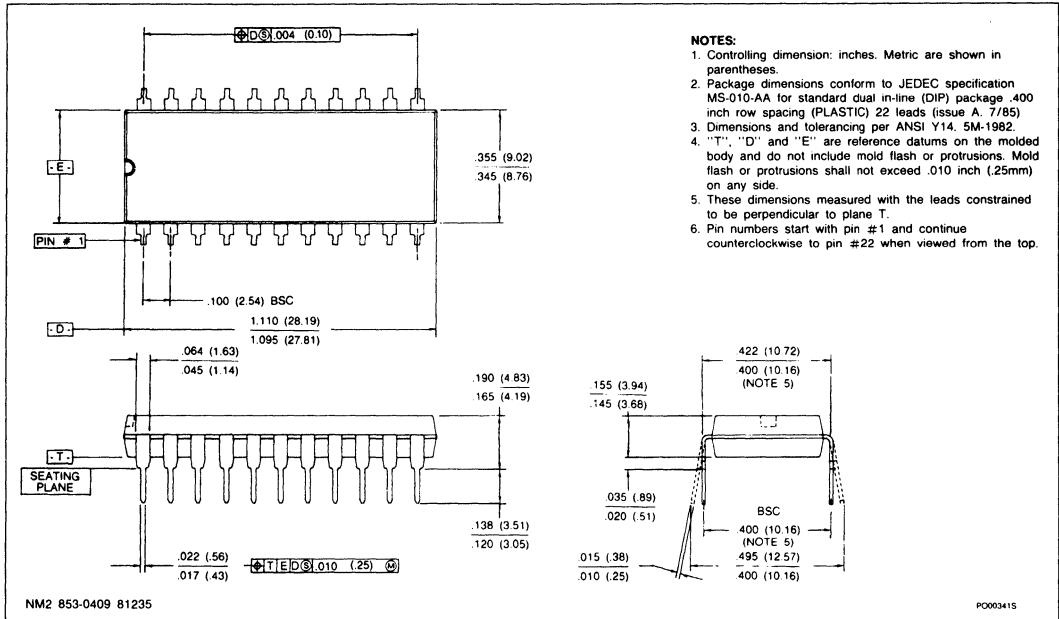 ⌖ D Ⓢ .004 (0.10)
NOTES:
1. Controlling dimension: inches. Metric are shown in
parentheses.
2. Package dimensions conform to JEDEC specification
MS-010-AA for standard dual in-line (DIP) package .400
inch row spacing (PLASTIC) 22 leads (issue A. 7/85)
3. Dimensions and tolerancing per ANSI Y14. 5M-1982.
4. "T", "D" and "E" are reference datums on the molded
body and do not include mold flash or protrusions. Mold
flash or protrusions shall not exceed .010 inch (.25mm)
on any side.
5. These dimensions measured with the leads constrained
to be perpendicular to plane T.
6. Pin numbers start with pin #1 and continue
counterclockwise to pin #22 when viewed from the top.
- E -
.355 (9.02)
.345 (8.76)
PIN # 1
.100 (2.54) BSC
- D -
1.110 (28.19)
1.095 (27.81)
.064 (1.63)
.045 (1.14)
.190 (4.83)
.165 (4.19)
- T -
SEATING
PLANE
.138 (3.51)
.120 (3.05)
.022 (.56)
.017 (.43)
⌖ T E D Ⓢ .010 (.25) Ⓜ
.422 (10.72)
.400 (10.16)
(NOTE 5)
.155 (3.94)
.145 (3.68)
.035 (.89)
.020 (.51)
BSC
.400 (10.16)
(NOTE 5)
.015 (.38)
.010 (.25)
.495 (12.57)
.400 (10.16)
NM2 853-0409 81235
PO00341S